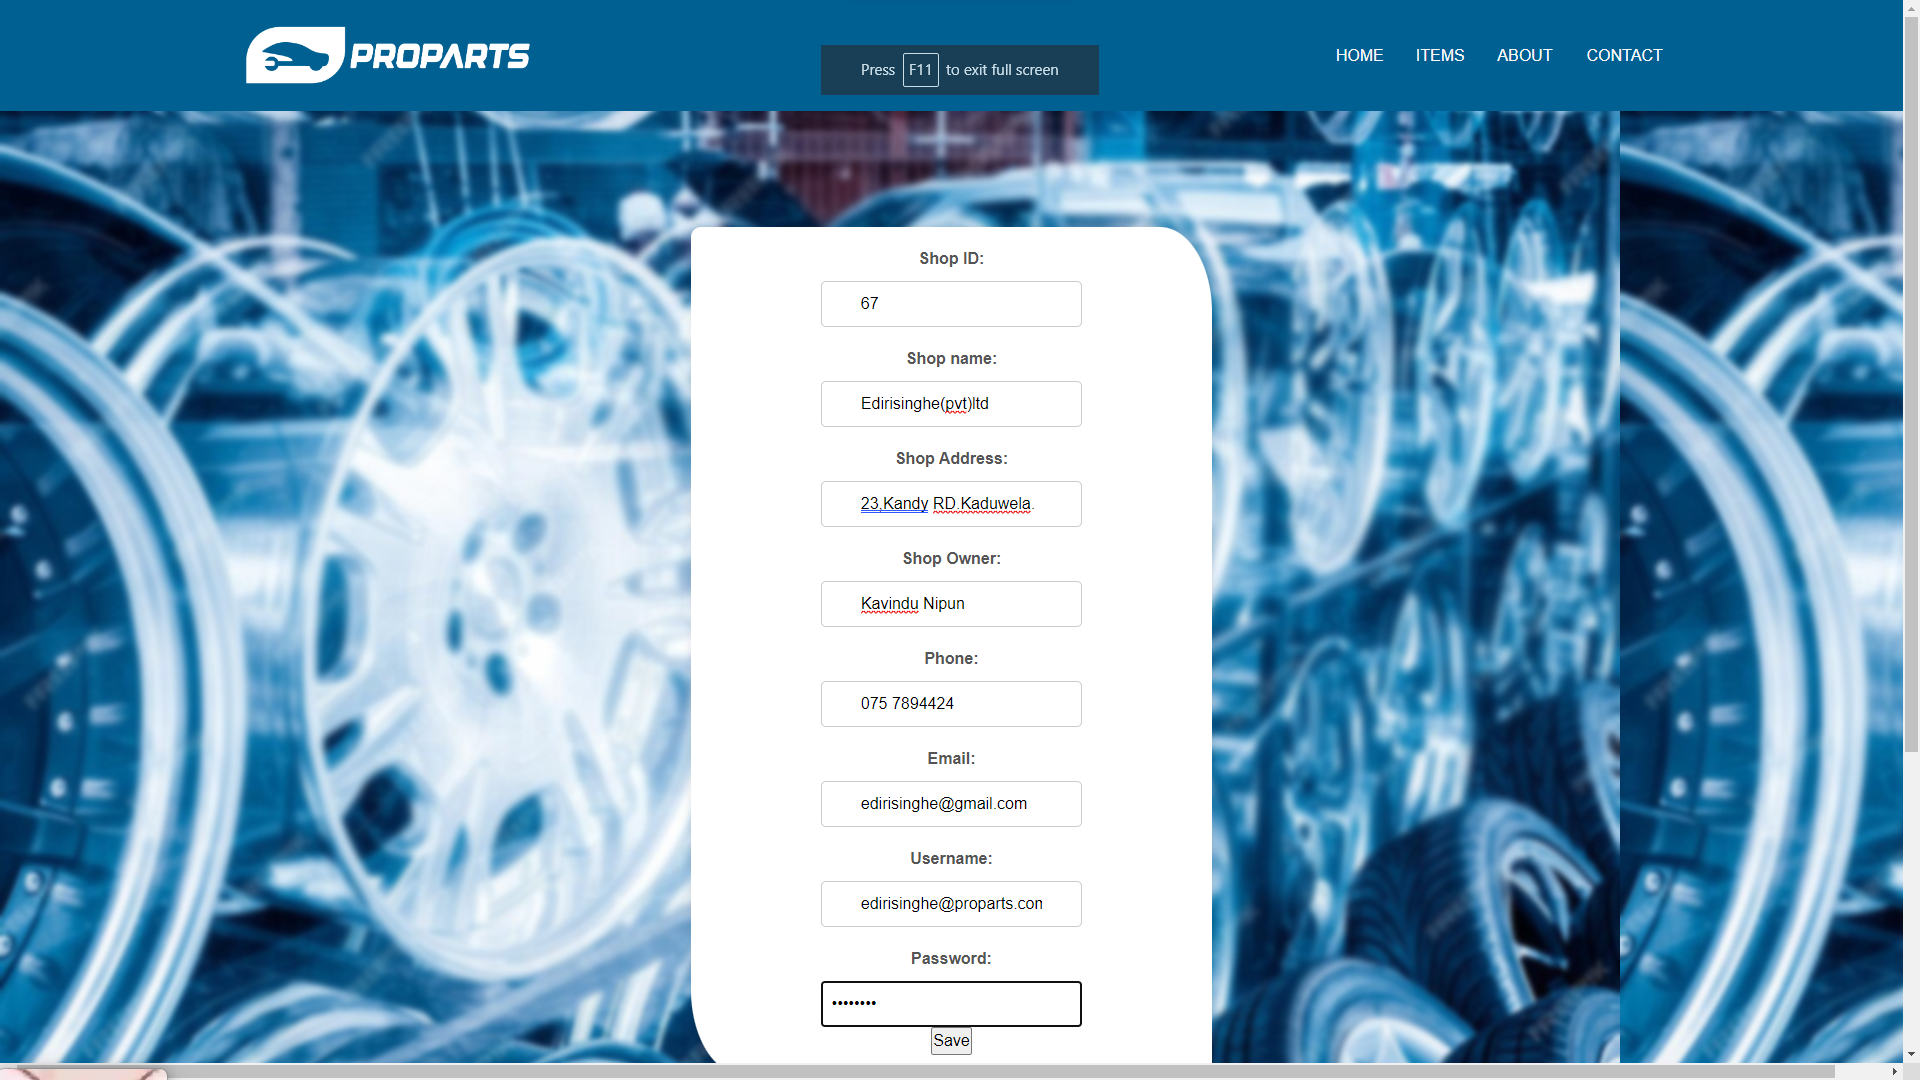 PROPARTS
Press F11 to exit full screen
HOME ITEMS ABOUT CONTACT
Shop ID:
67
Shop name:
Edirisinghe(pvt)ltd
Shop Address:
23,Kandy RD.Kaduwela.
Shop Owner:
Kavindu Nipun
Phone:
075 7894424
Email:
edirisinghe@gmail.com
Username:
edirisinghe@proparts.con
Password:
••••••••
Save